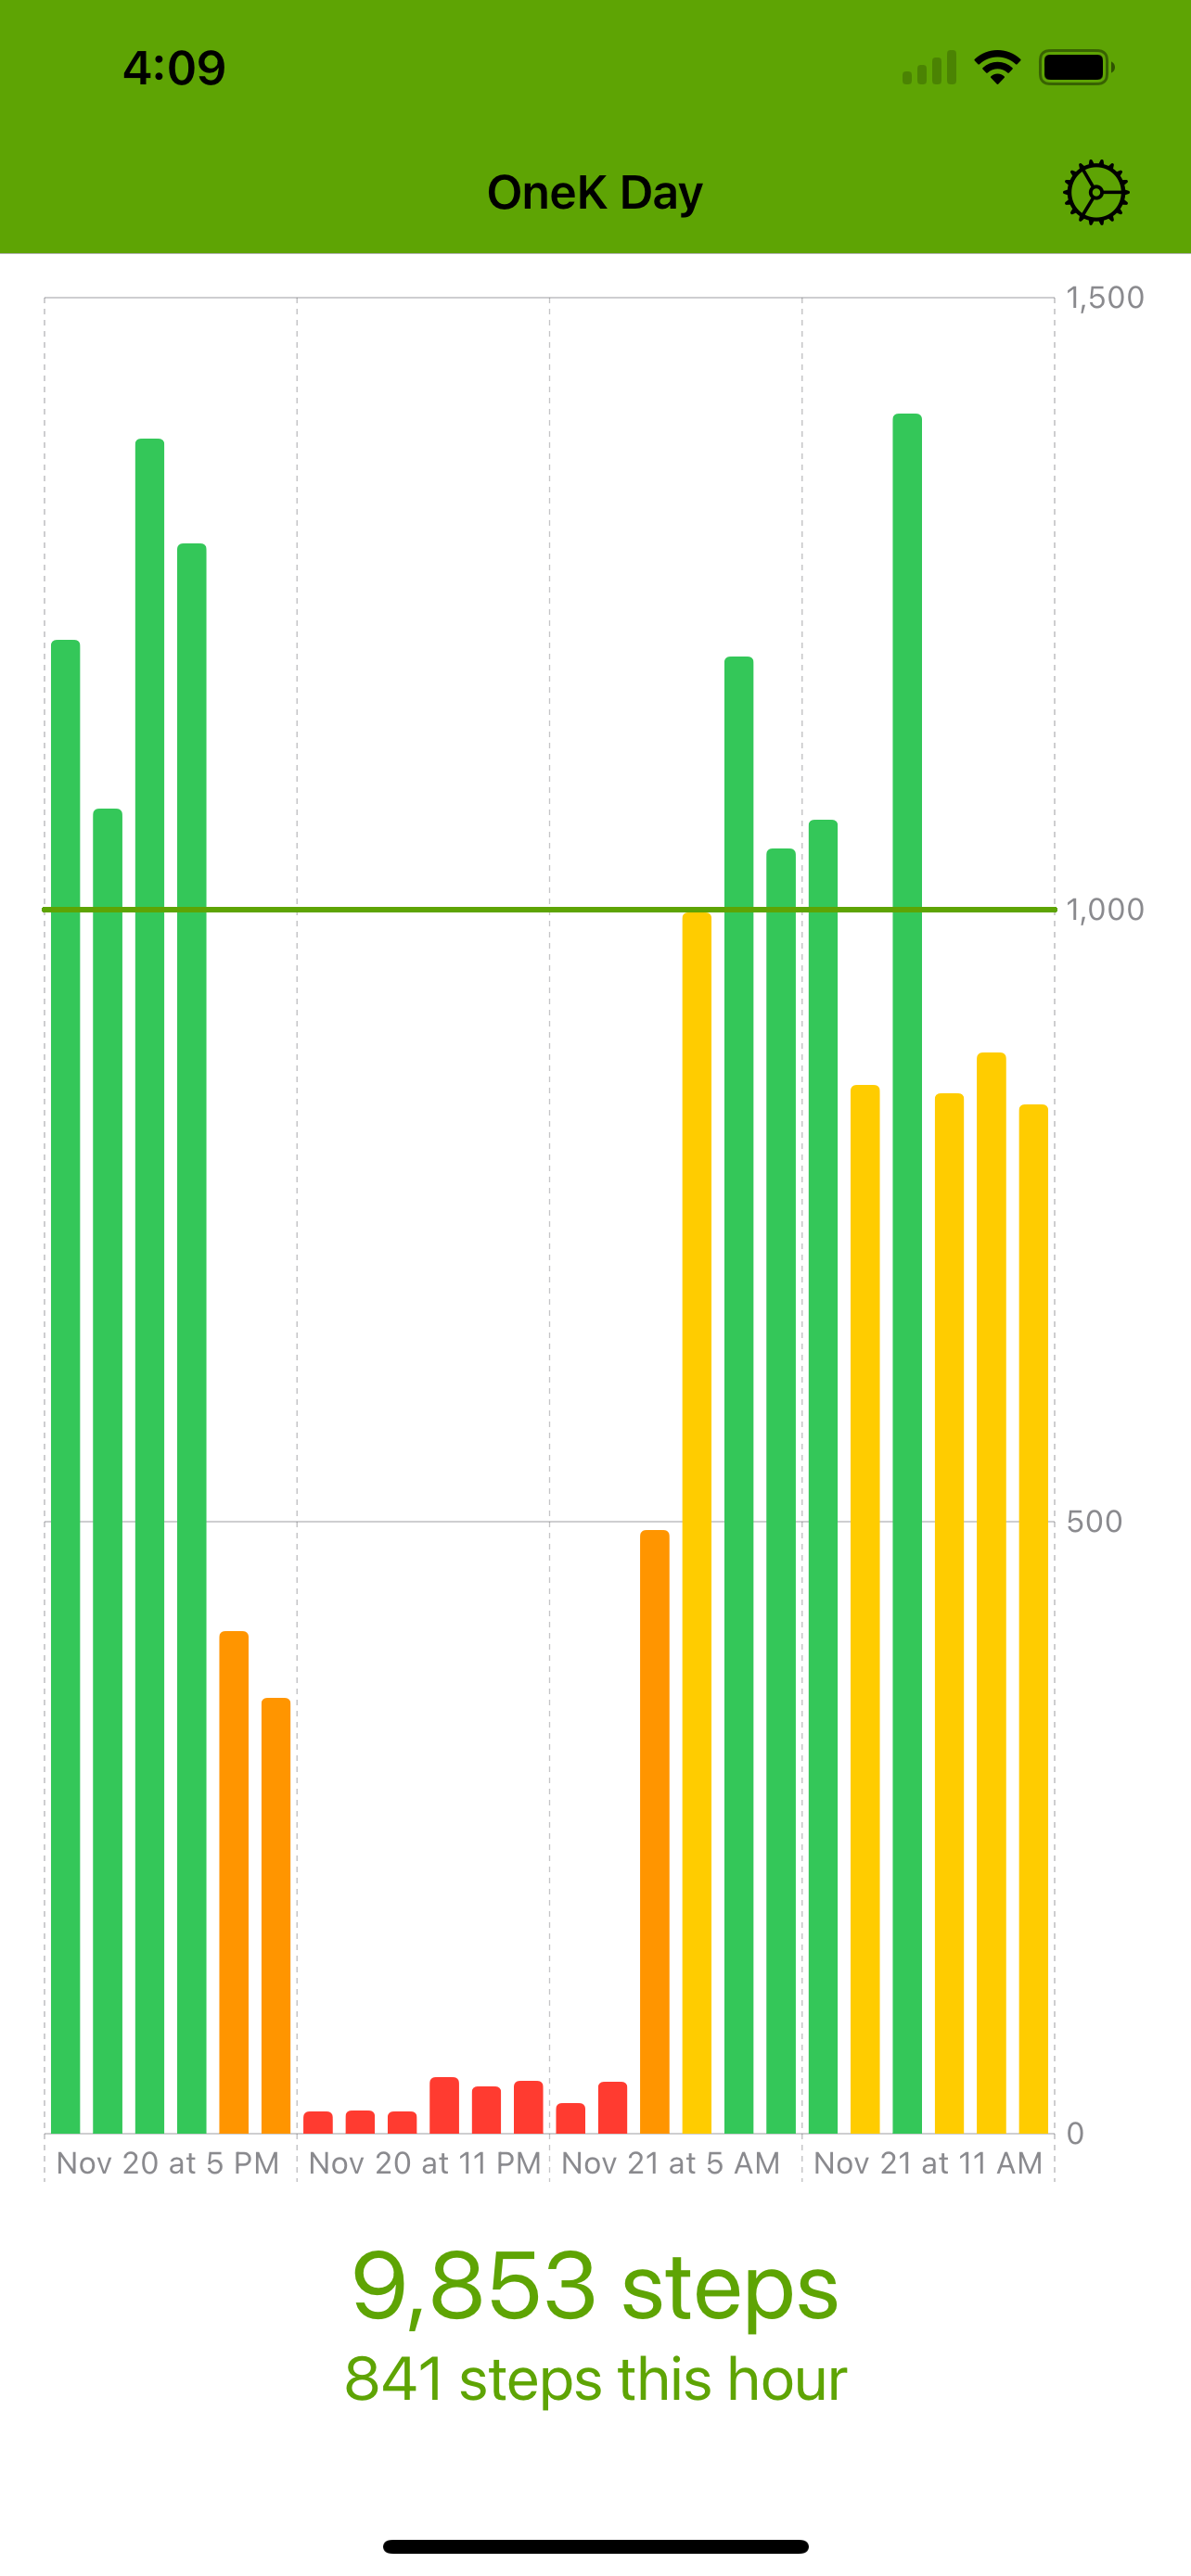 4:09
OneK Day
1,500
1,000
500
0
Nov 20 at 5 PM Nov 20 at 11 PM Nov 21 at 5 AM Nov 21 at 11 AM
9,853 steps
841 steps this hour